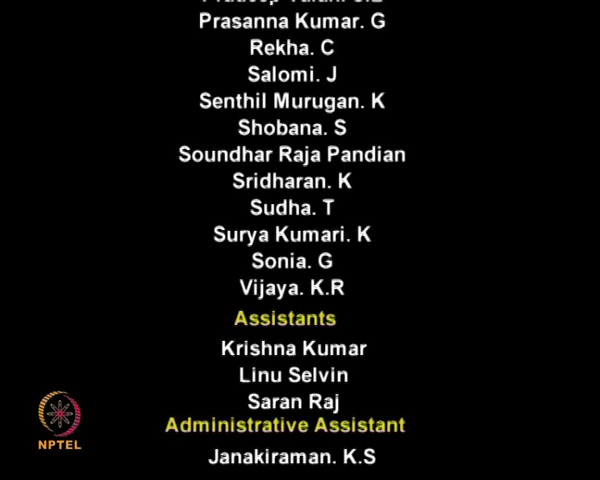 Prasanna Kumar. G
Rekha. C
Salomi. J
Senthil Murugan. K
Shobana. S
Soundhar Raja Pandian
Sridharan. K
Sudha. T
Surya Kumari. K
Sonia. G
Vijaya. K.R
Assistants
Krishna Kumar
Linu Selvin
Saran Raj
Administrative Assistant
Janakiraman. K.S
NPTEL